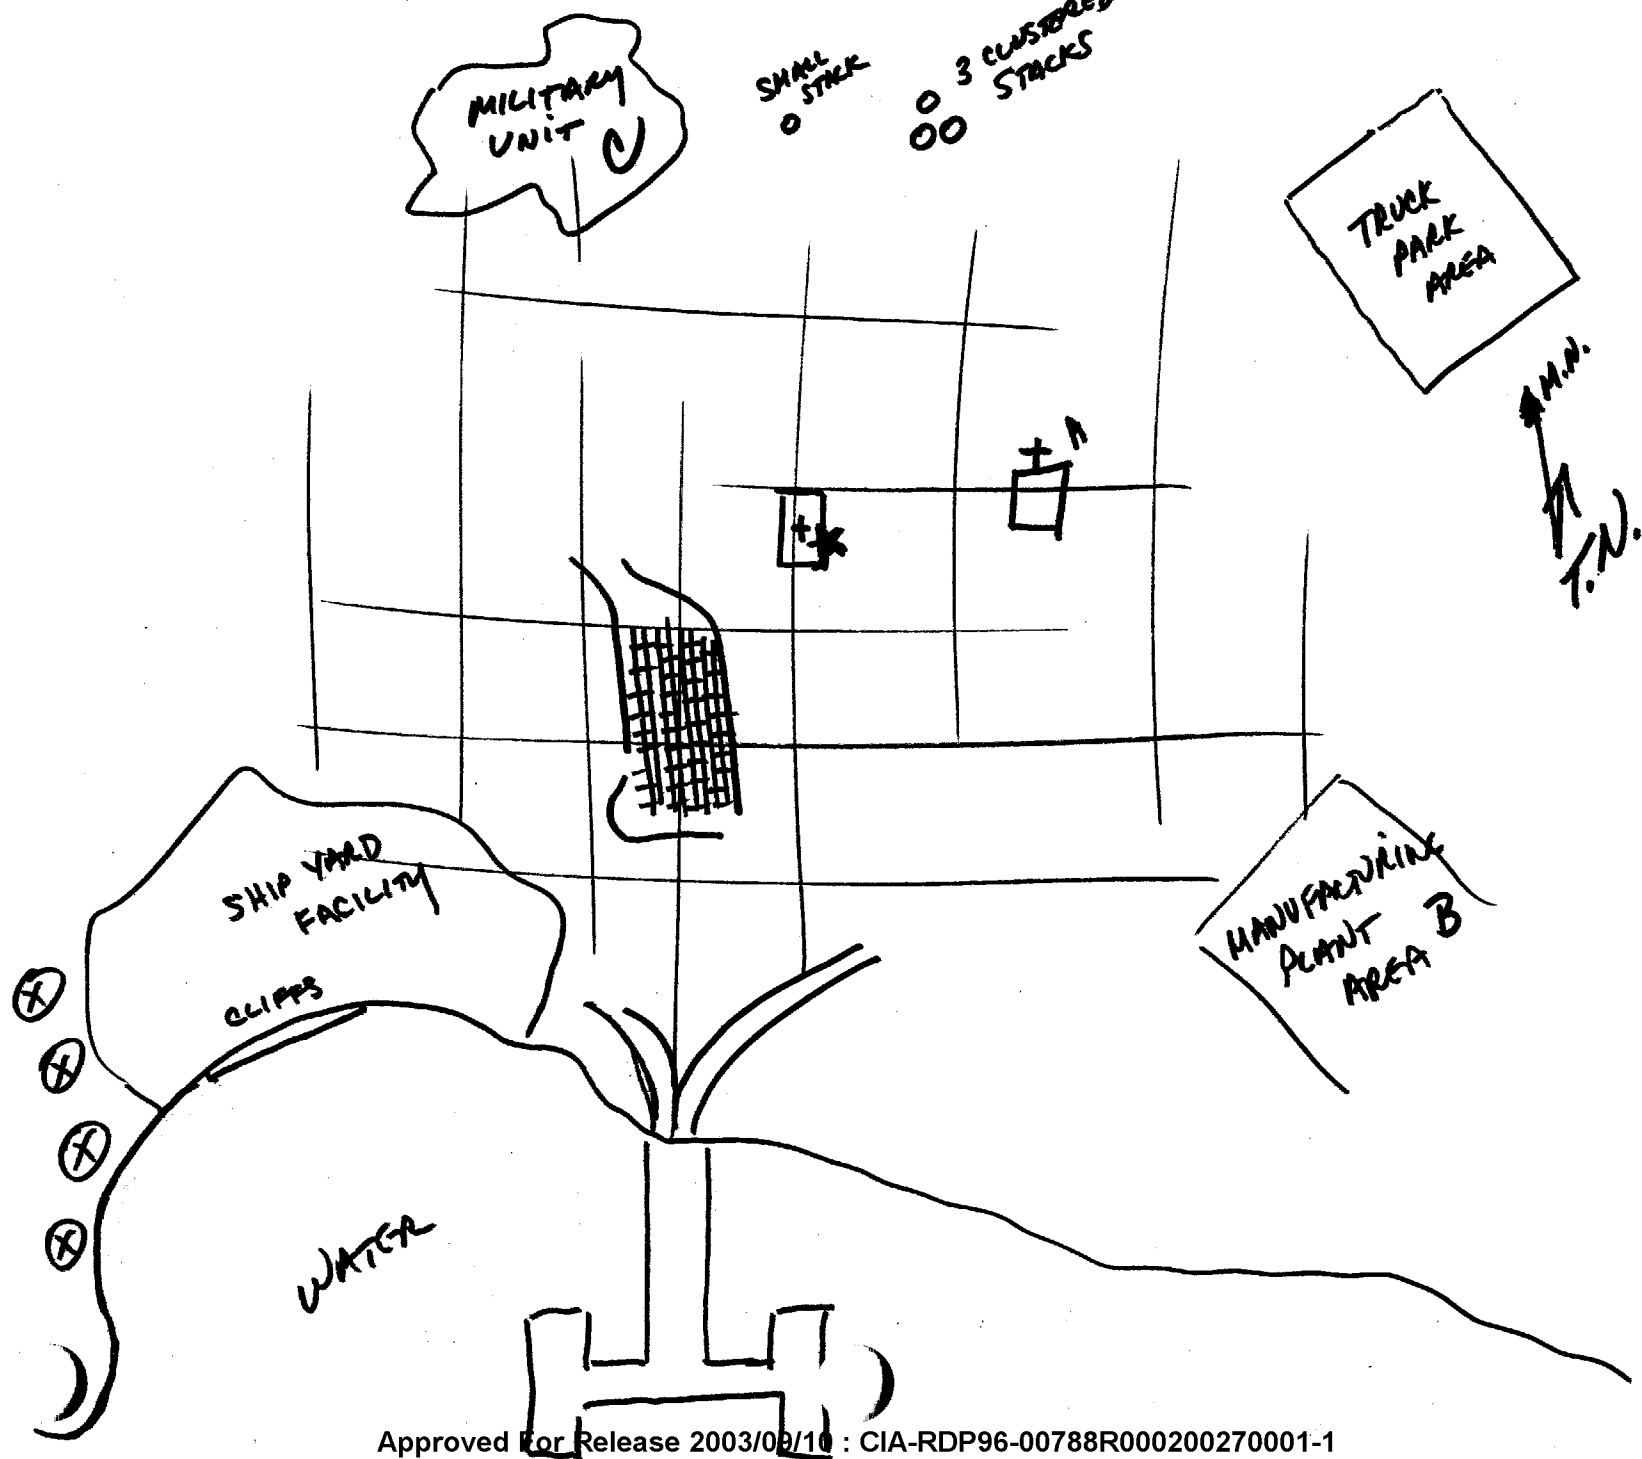 3 CLUSTERED
STACKS
SMALL
STACK
MILITARY
UNIT C
TRUCK
PARK
AREA
M.N.
T.N.
A
SHIP YARD
FACILITY
CLIFFS
MANUFACTURING
PLANT B
AREA
X
X
X
X
WATER
Approved For Release 2003/09/10 : CIA-RDP96-00788R000200270001-1